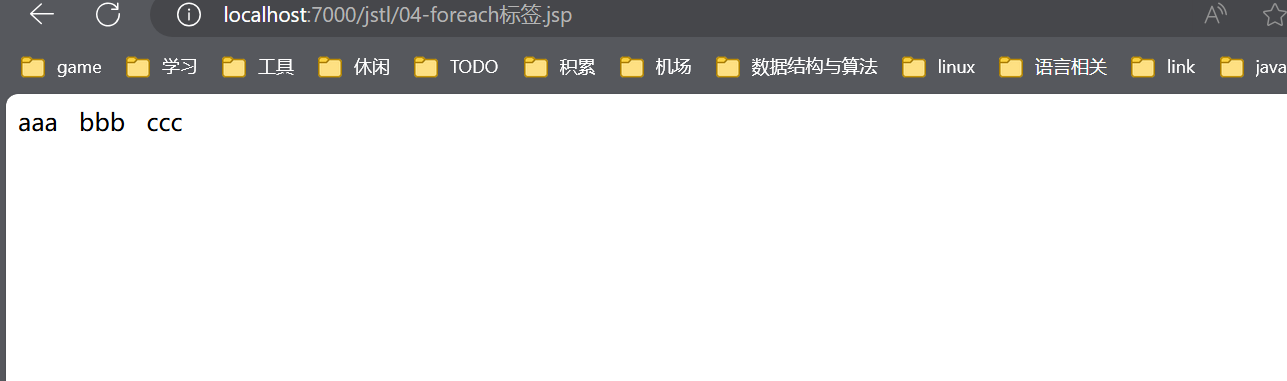 localhost:7000/jstl/04-foreach标签.jsp
game 学习 工具 休闲 TODO 积累 机场 数据结构与算法 linux 语言相关 link java
aaa bbb ccc